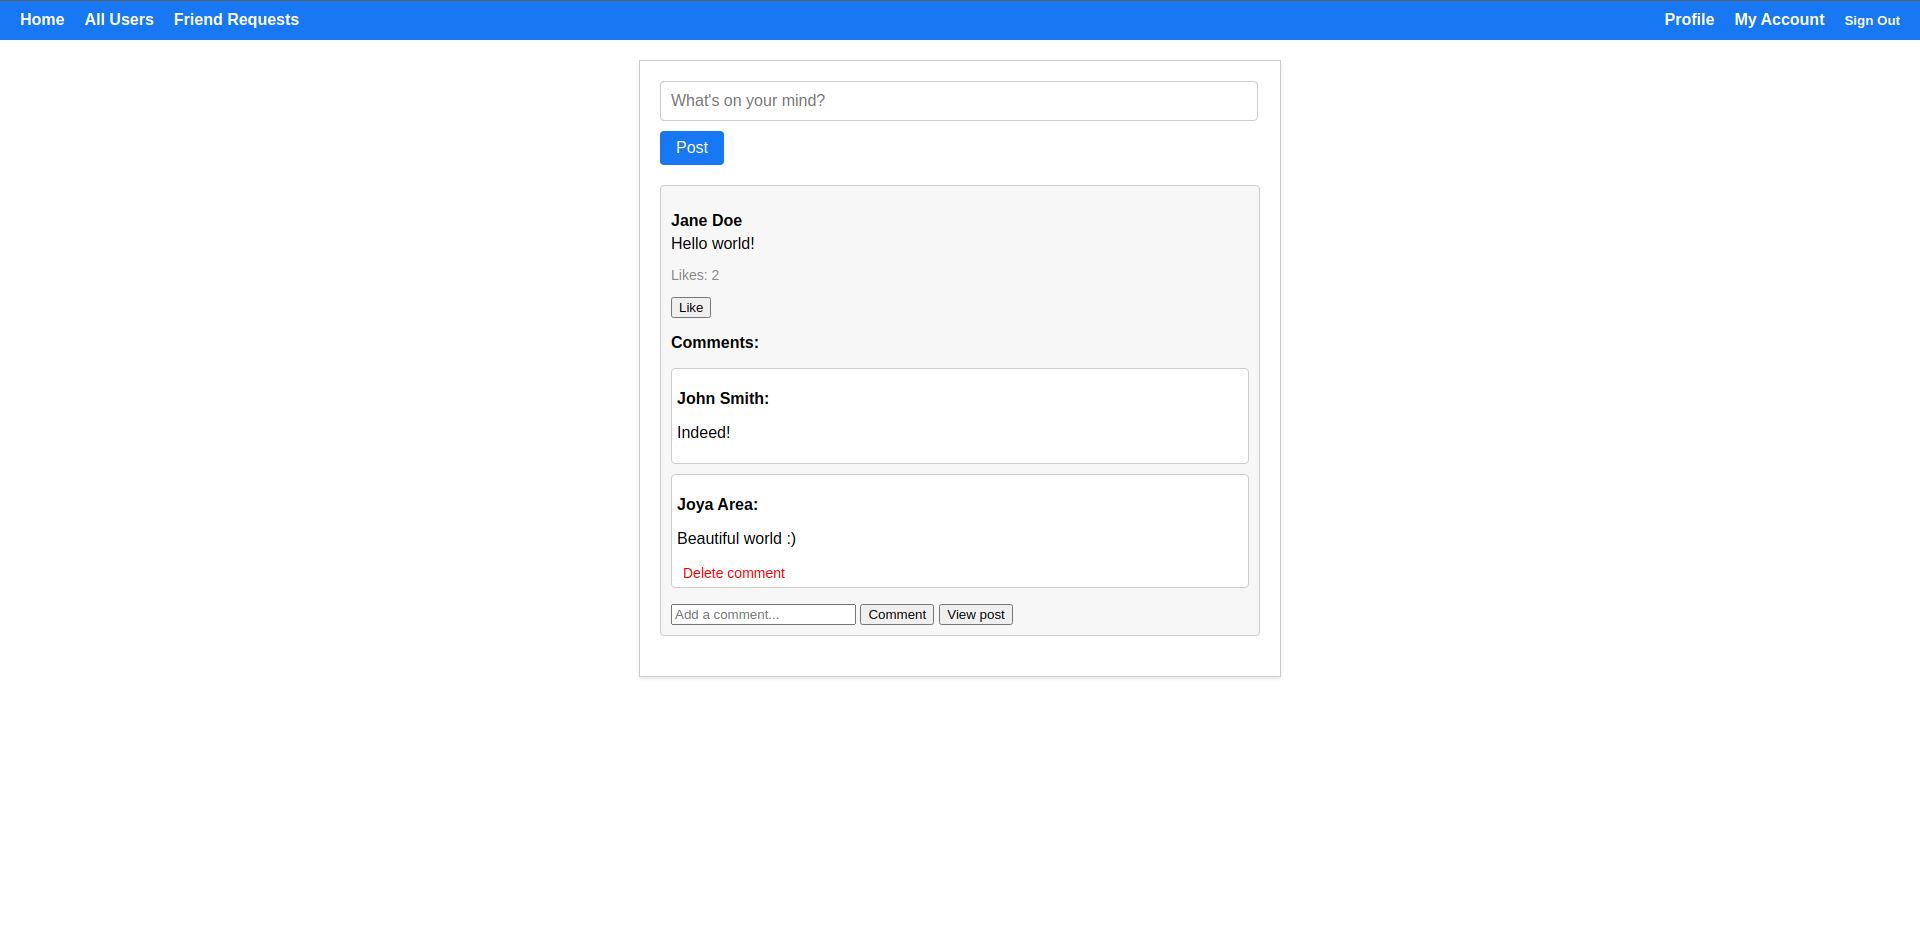 Home All Users Friend Requests Profile My Account Sign Out
What's on your mind?
Post
Jane Doe
Hello world!
Likes: 2
Like
Comments:
John Smith:
Indeed!
Joya Area:
Beautiful world :)
Delete comment
Add a comment... Comment View post